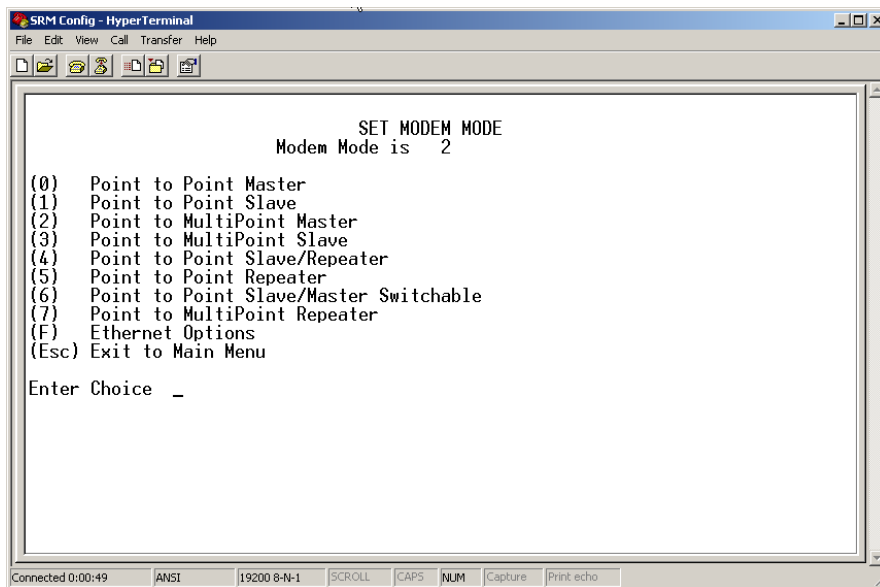 SRM Config - HyperTerminal
File Edit View Call Transfer Help
SET MODEM MODE
Modem Mode is 2
(0) Point to Point Master
(1) Point to Point Slave
(2) Point to MultiPoint Master
(3) Point to MultiPoint Slave
(4) Point to Point Slave/Repeater
(5) Point to Point Repeater
(6) Point to Point Slave/Master Switchable
(7) Point to MultiPoint Repeater
(F) Ethernet Options
(Esc) Exit to Main Menu
Enter Choice _
Connected 0:00:49 ANSI 19200 8-N-1 SCROLL CAPS NUM Capture Print echo